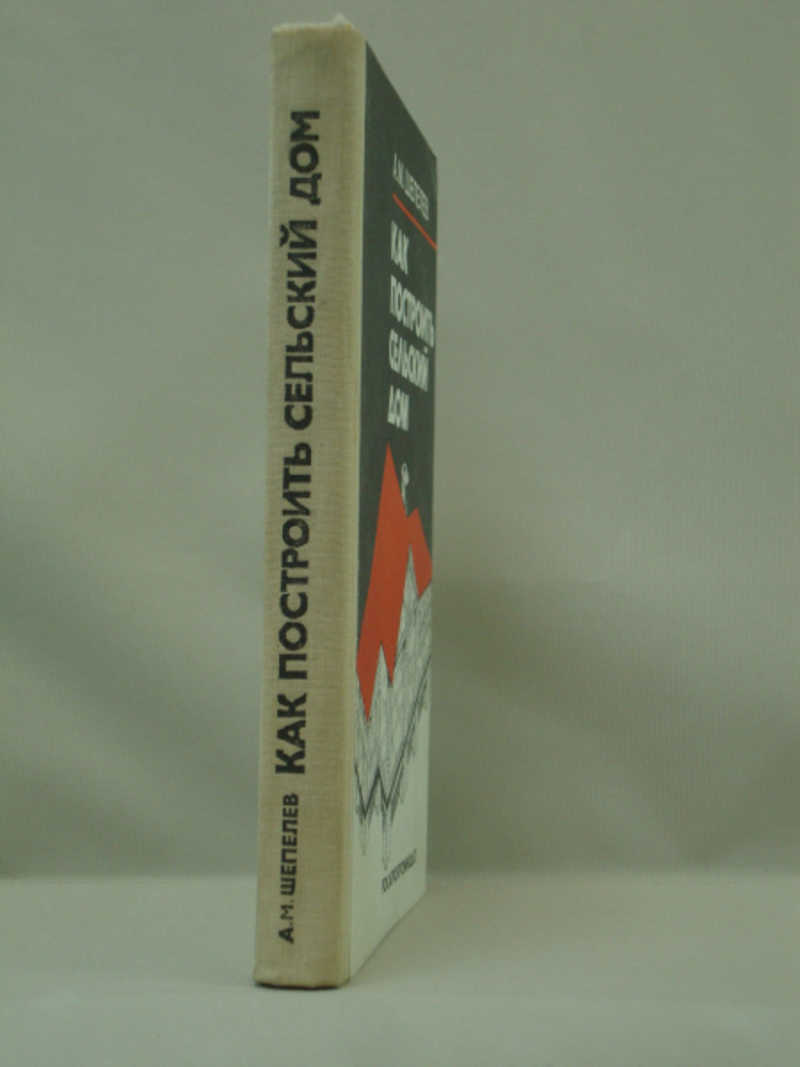 А.М. ШЕПЕЛЕВ КАК ПОСТРОИТЬ СЕЛЬСКИЙ ДОМ
А.М. ШЕПЕЛЕВ
КАК
ПОСТРОИТЬ
СЕЛЬСКИЙ
ДОМ